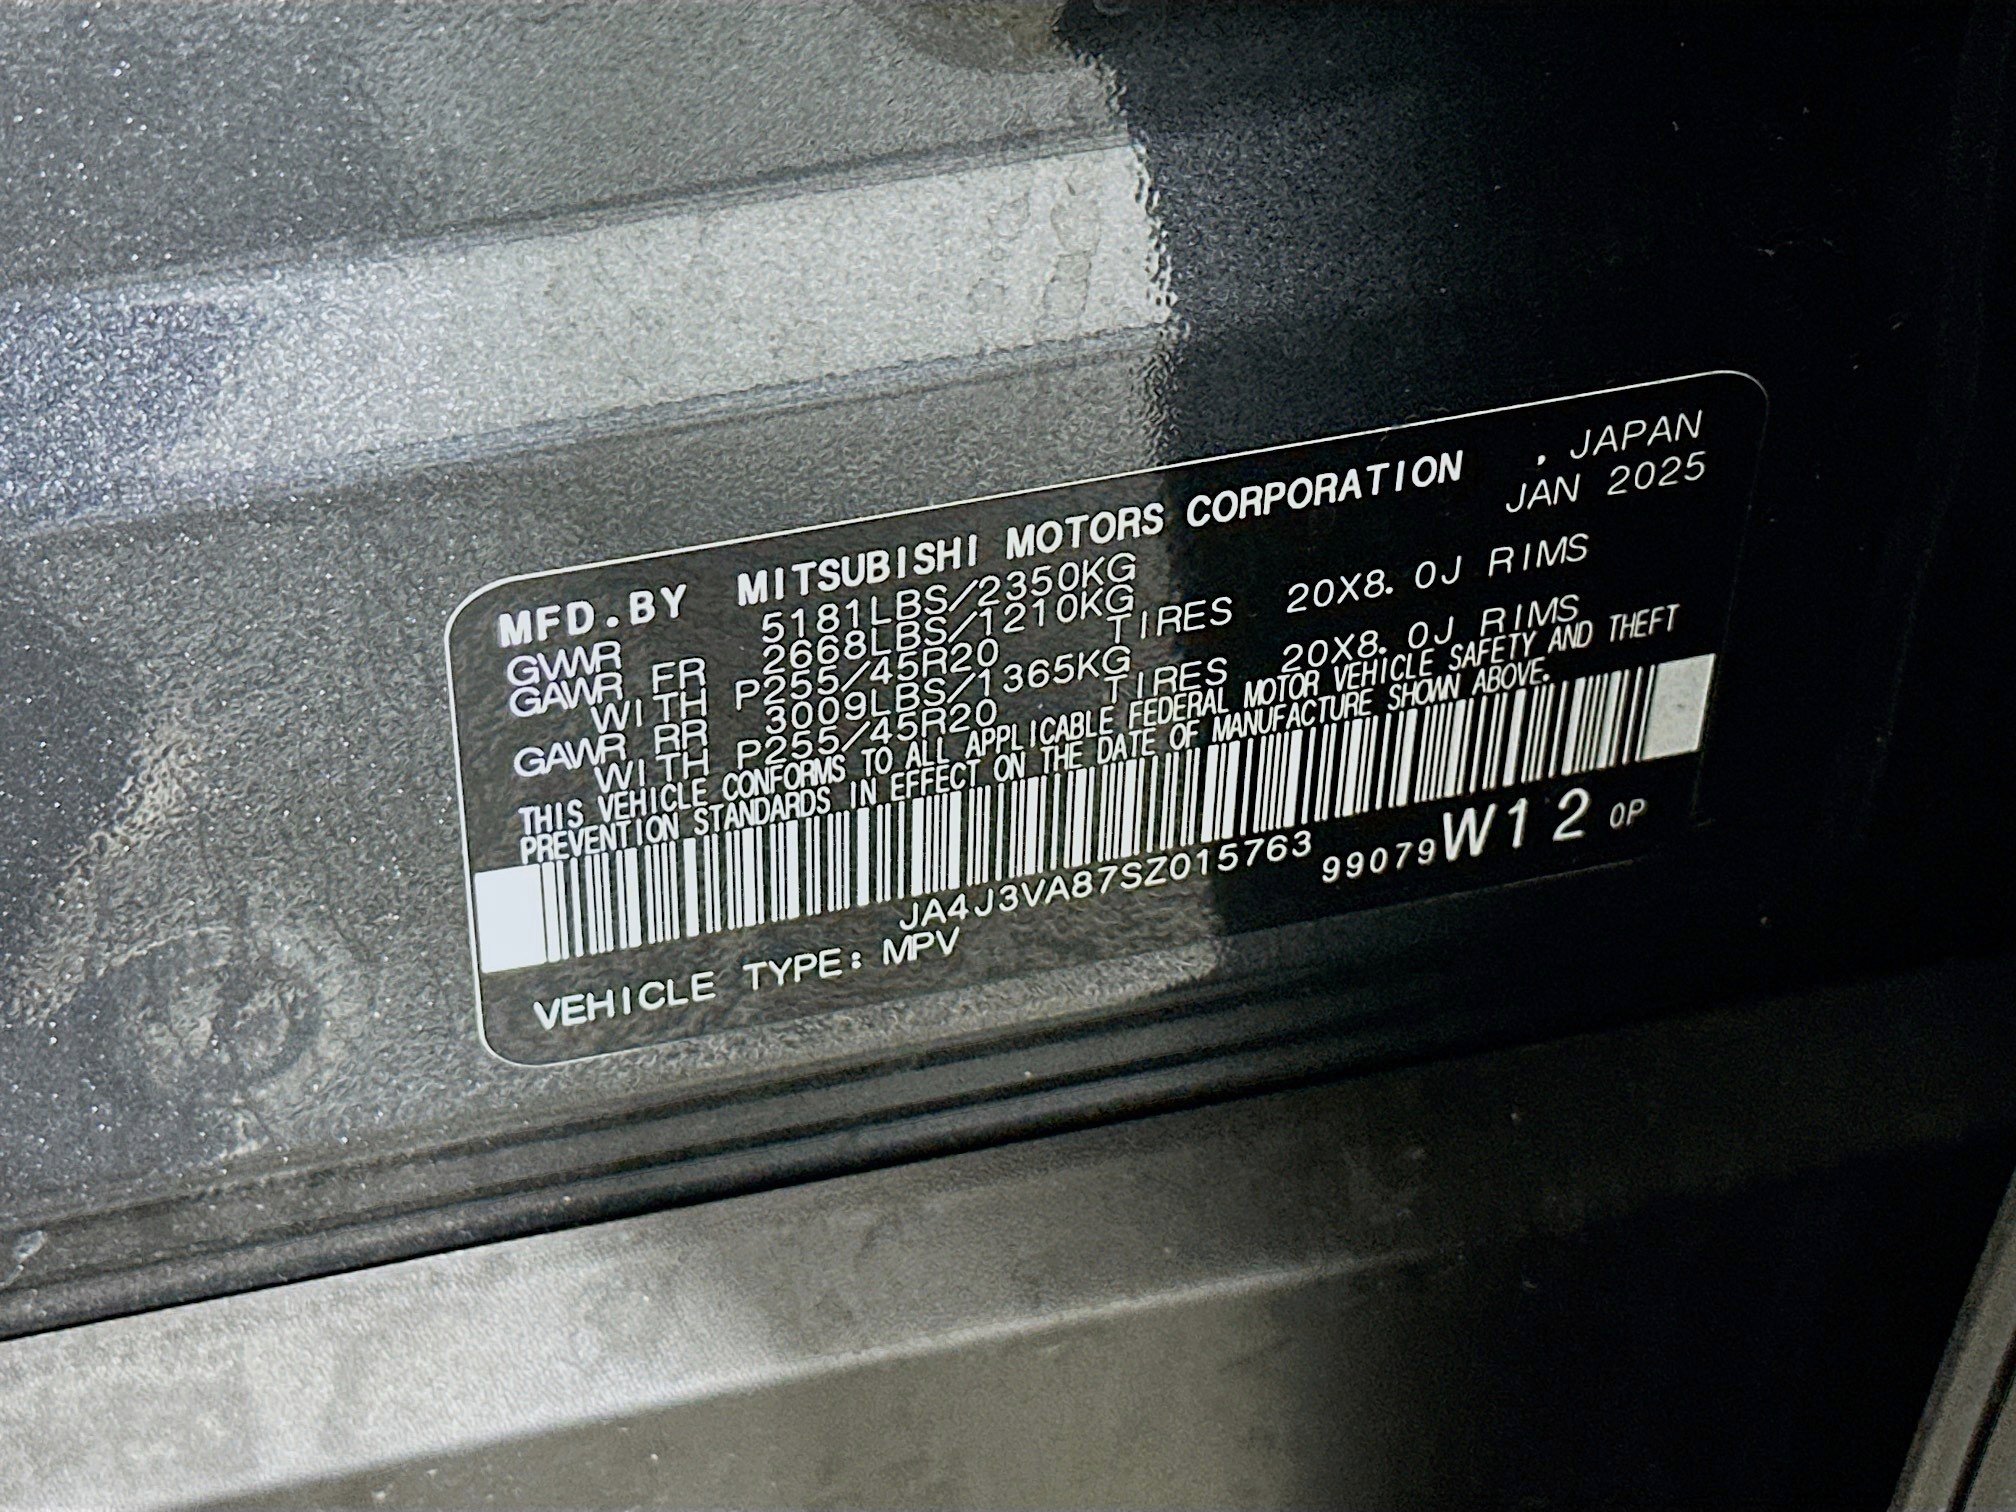 MFD.BY MITSUBISHI MOTORS CORPORATION . JAPAN
GVWR 5181LBS/2350KG JAN 2025
GAWR FR 2668LBS/1210KG
WITH P255/45R20 TIRES 20X8.0J RIMS
GAWR RR 3009LBS/1365KG
WITH P255/45R20 TIRES 20X8.0J RIMS
THIS VEHICLE CONFORMS TO ALL APPLICABLE FEDERAL MOTOR VEHICLE SAFETY AND THEFT
PREVENTION STANDARDS IN EFFECT ON THE DATE OF MANUFACTURE SHOWN ABOVE.
JA4J3VA87SZ015763 99079W12 0P
VEHICLE TYPE: MPV